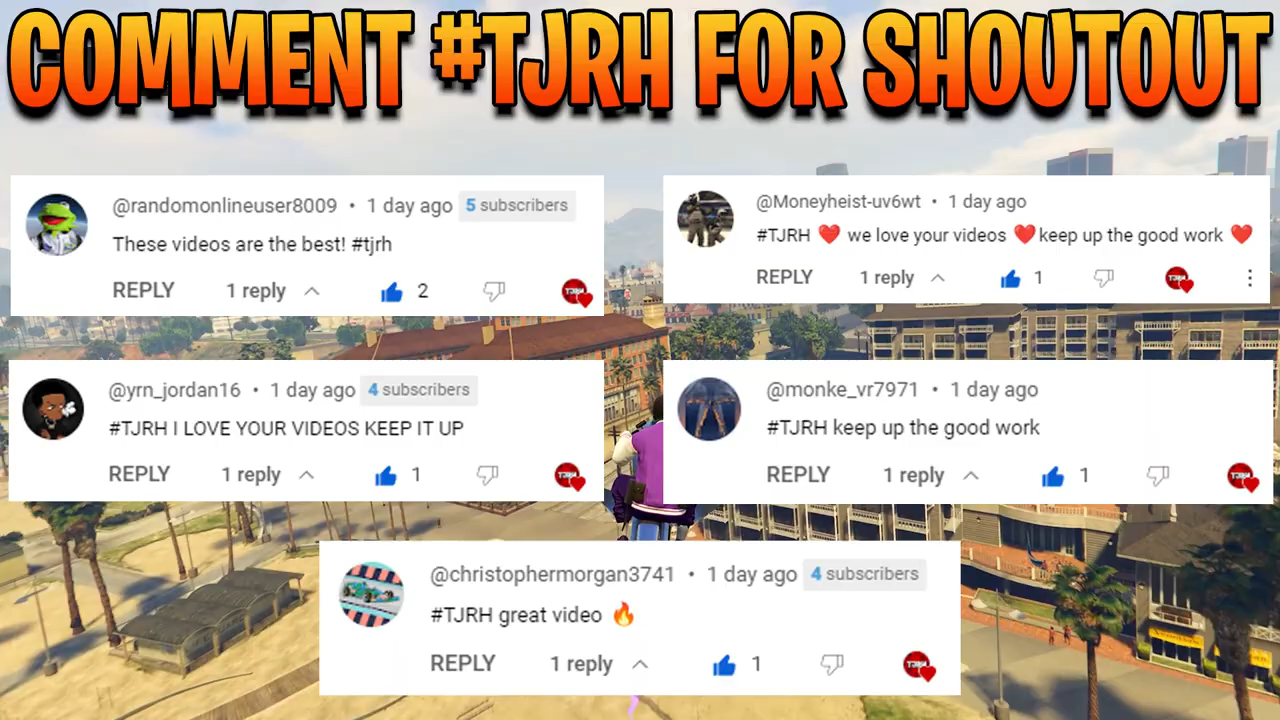 COMMENT #TJRH FOR SHOUTOUT
@randomonlineuser8009 • 1 day ago 5 subscribers
These videos are the best! #tjrh
REPLY 1 reply 2
@Moneyheist-uv6wt • 1 day ago
#TJRH ❤️ we love your videos ❤️keep up the good work ❤️
REPLY 1 reply 1
@yrn_jordan16 • 1 day ago 4 subscribers
#TJRH I LOVE YOUR VIDEOS KEEP IT UP
REPLY 1 reply 1
@monke_vr7971 • 1 day ago
#TJRH keep up the good work
REPLY 1 reply 1
@christophermorgan3741 • 1 day ago 4 subscribers
#TJRH great video 🔥
REPLY 1 reply 1